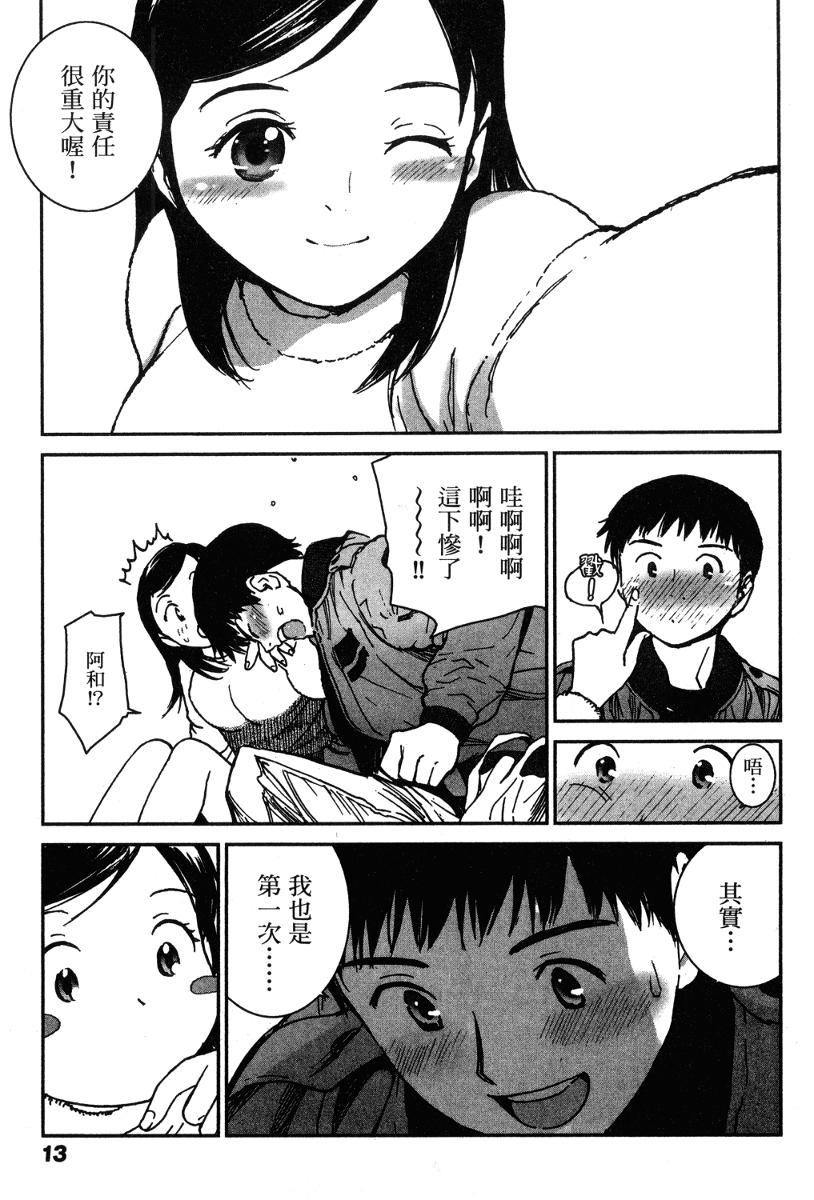 你的責任
很重大喔！
戳！
唔…
哇啊啊啊
啊啊！
這下慘了
～～～!!
阿和!?
其實…
我也是
第一次……
13